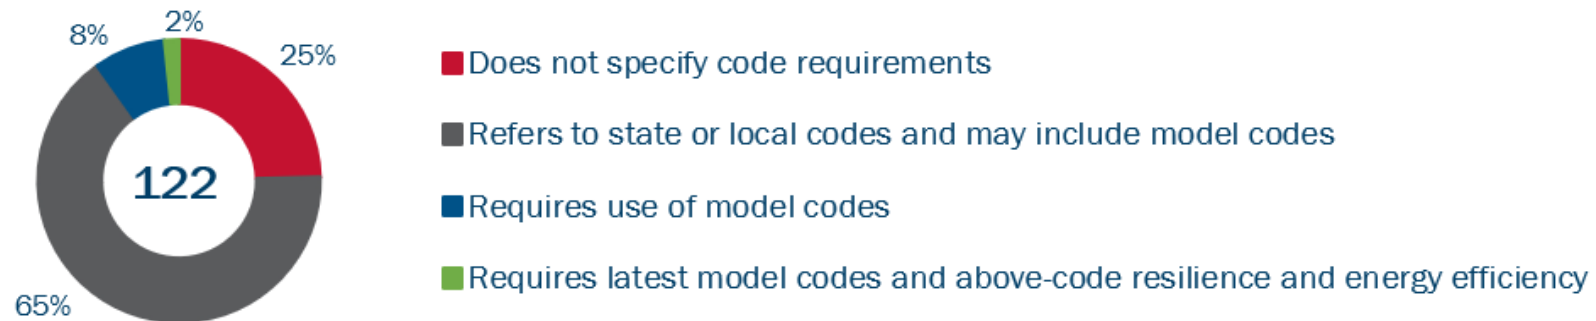 2%
8%
25%
Does not specify code requirements
Refers to state or local codes and may include model codes
122
Requires use of model codes
Requires latest model codes and above-code resilience and energy efficiency
65%